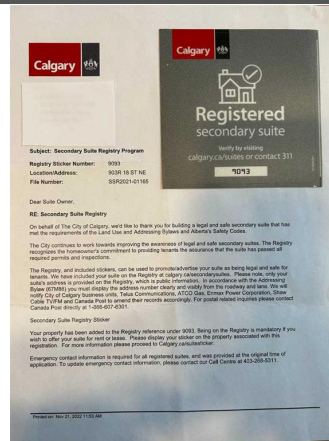 Calgary
Calgary
Registered
secondary suite
Verify by visiting
calgary.ca/suites or contact 311
9093
Subject: Secondary Suite Registry Program
Registry Sticker Number: 9093
Location/Address: 903R 18 ST NE
File Number: SSR2021-01165
Dear Suite Owner,
RE: Secondary Suite Registry
On behalf of The City of Calgary, we'd like to thank you for building a legal and safe secondary suite that has
met the requirements of the Land Use and Addressing Bylaws and Alberta's Safety Codes.
The City continues to work towards improving the awareness of legal and safe secondary suites. The Registry
recognizes the homeowner's commitment to providing tenants the assurance that the suite has passed all
required permits and inspections.
The Registry, and included stickers, can be used to promote/advertise your suite as being legal and safe for
tenants. We have included your suite on the Registry at calgary.ca/secondarysuites. Please note, only your
suite's address is provided on the Registry, which is public information. In accordance with the Addressing
Bylaw (67M86) you must display the address number clearly and visibly from the roadway and lane. We will
notify City of Calgary business units, Telus Communications, ATCO Gas, Enmax Power Corporation, Shaw
Cable TV/FM and Canada Post to amend their records accordingly. For postal related inquiries please contact
Canada Post directly at 1-866-607-6301.
Secondary Suite Registry Sticker
Your property has been added to the Registry reference under 9093. Being on the Registry is mandatory if you
wish to offer your suite for rent or lease. Please display your sticker on the property associated with this
registration. For more information please proceed to Calgary.ca/suitesticker.
Emergency contact information is required for all registered suites, and was provided at the original time of
application. To update emergency contact information, please contact our Call Centre at 403-268-5311.
Printed on: Nov 21, 2022 11:53 AM